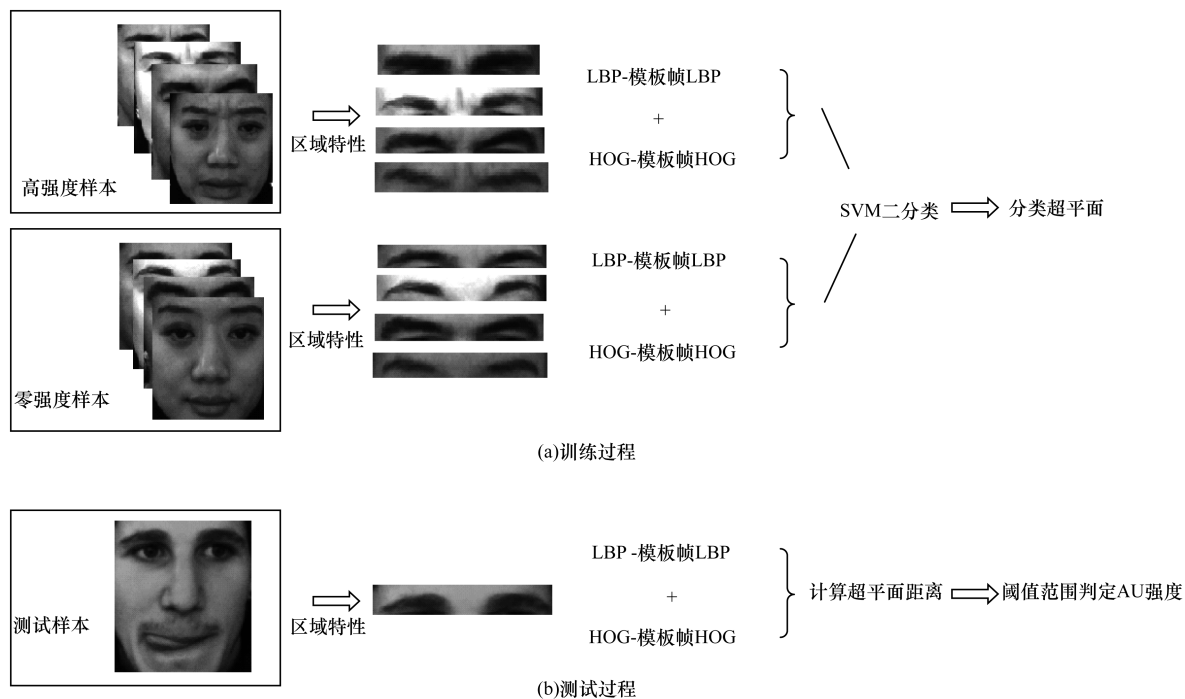 高强度样本
区域特性
LBP-模板帧LBP
+
HOG-模板帧HOG
零强度样本
区域特性
LBP-模板帧LBP
+
HOG-模板帧HOG
SVM二分类
分类超平面
(a)训练过程
测试样本
区域特性
LBP -模板帧LBP
+
HOG-模板帧HOG
计算超平面距离
阈值范围判定AU强度
(b)测试过程